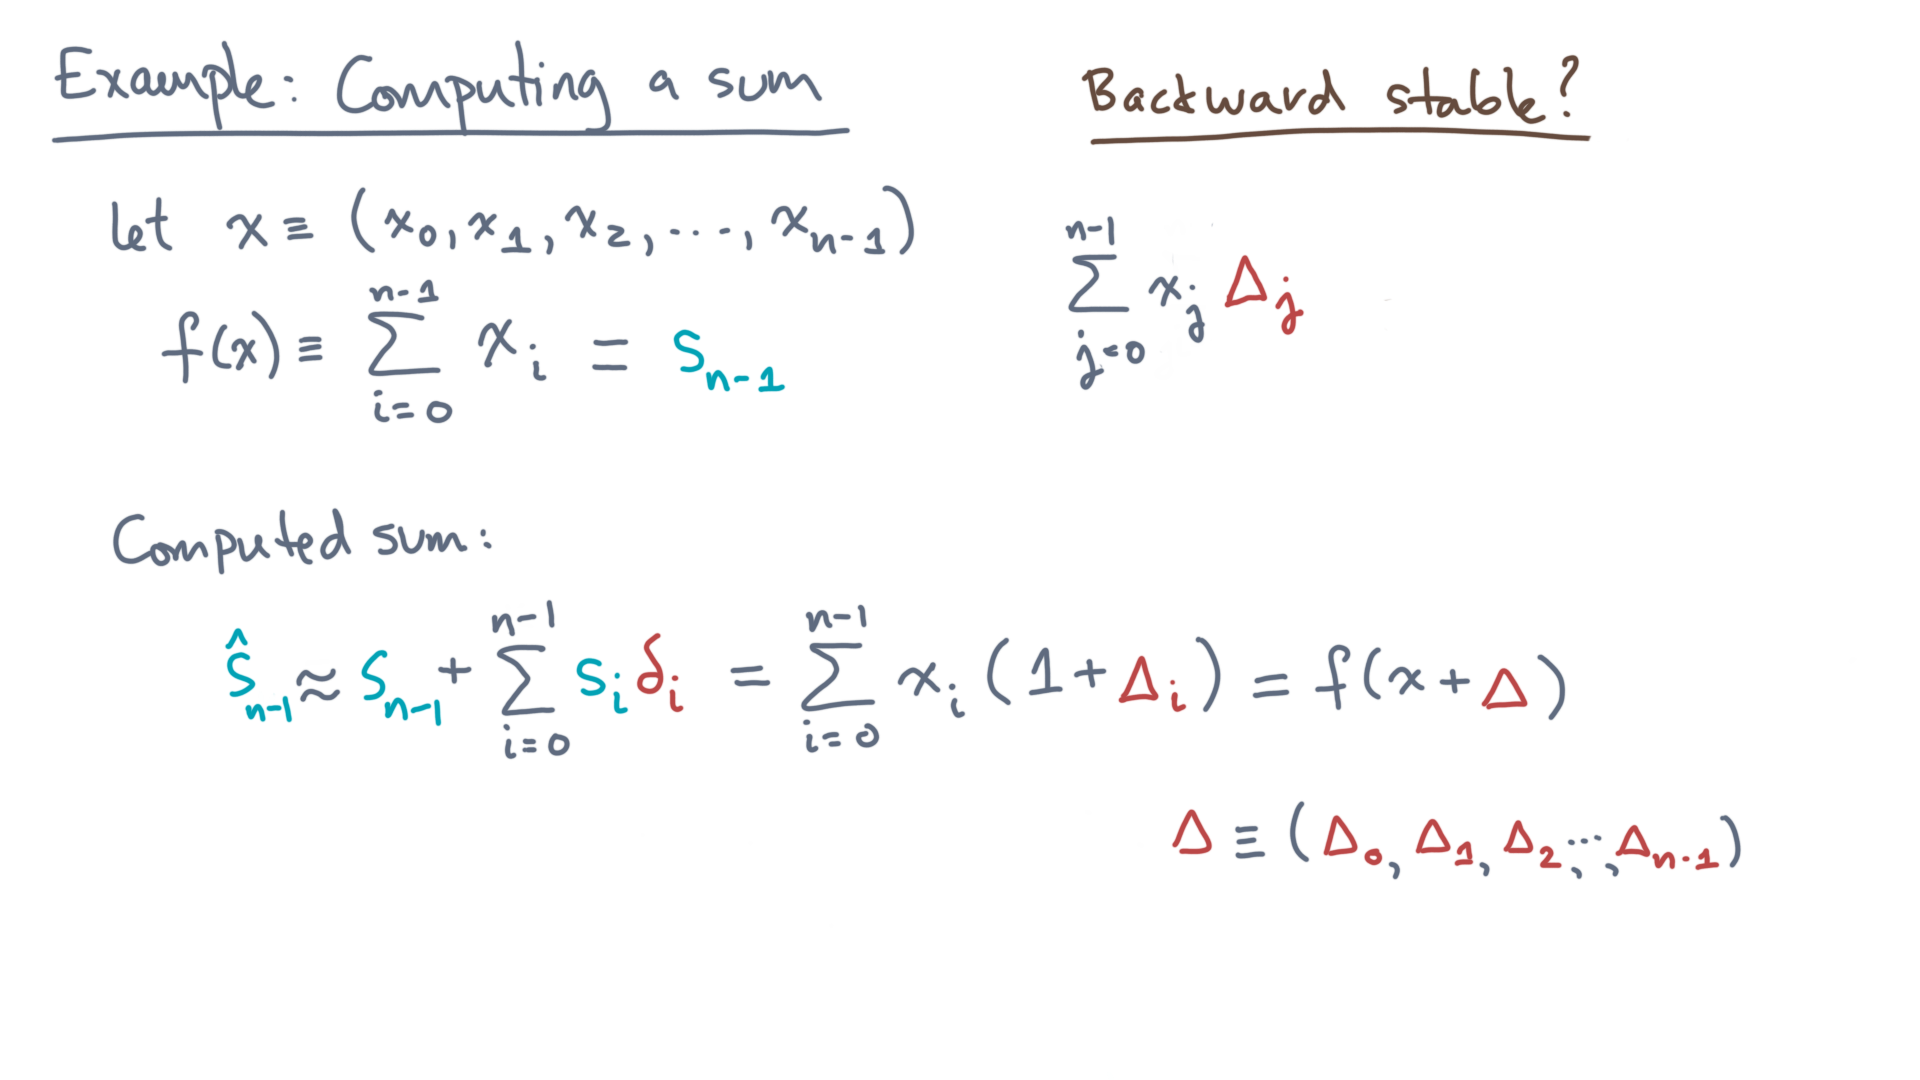 Example: Computing a sum
Backward stable?
let x ≡ (x₀, x₁, x₂, ..., xₙ₋₁)
f(x) ≡ ∑_{i=0}^{n-1} xᵢ = sₙ₋₁
∑_{j=0}^{n-1} xⱼ Δⱼ
Computed sum:
ŝₙ₋₁ ≈ sₙ₋₁ + ∑_{i=0}^{n-1} sᵢ δᵢ = ∑_{i=0}^{n-1} xᵢ (1 + Δᵢ) = f(x + Δ)
Δ ≡ (Δ₀, Δ₁, Δ₂, ..., Δₙ₋₁)